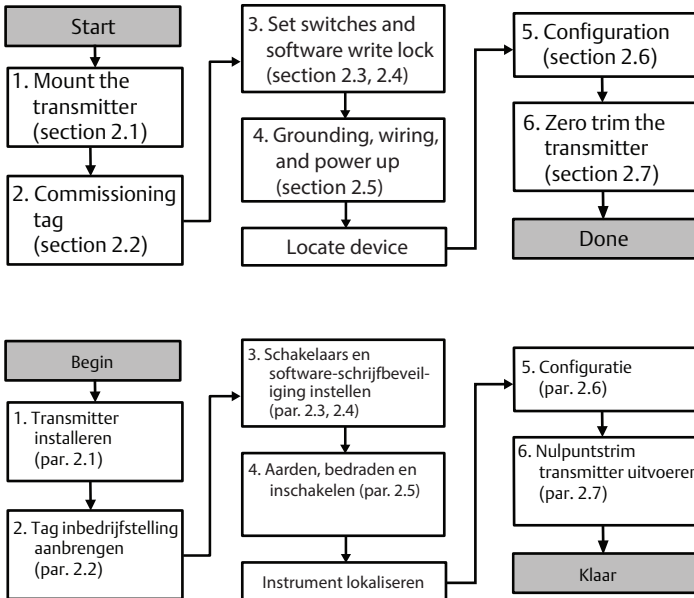 Start
1. Mount the
transmitter
(section 2.1)
2. Commissioning
tag
(section 2.2)
3. Set switches and
software write lock
(section 2.3, 2.4)
4. Grounding, wiring,
and power up
(section 2.5)
Locate device
5. Configuration
(section 2.6)
6. Zero trim the
transmitter
(section 2.7)
Done
Begin
1. Transmitter
installeren
(par. 2.1)
2. Tag inbedrijfstelling
aanbrengen
(par. 2.2)
3. Schakelaars en
software-schrijfbeveil-
iging instellen
(par. 2.3, 2.4)
4. Aarden, bedraden en
inschakelen (par. 2.5)
Instrument lokaliseren
5. Configuratie
(par. 2.6)
6. Nulpuntstrim
transmitter uitvoeren
(par. 2.7)
Klaar